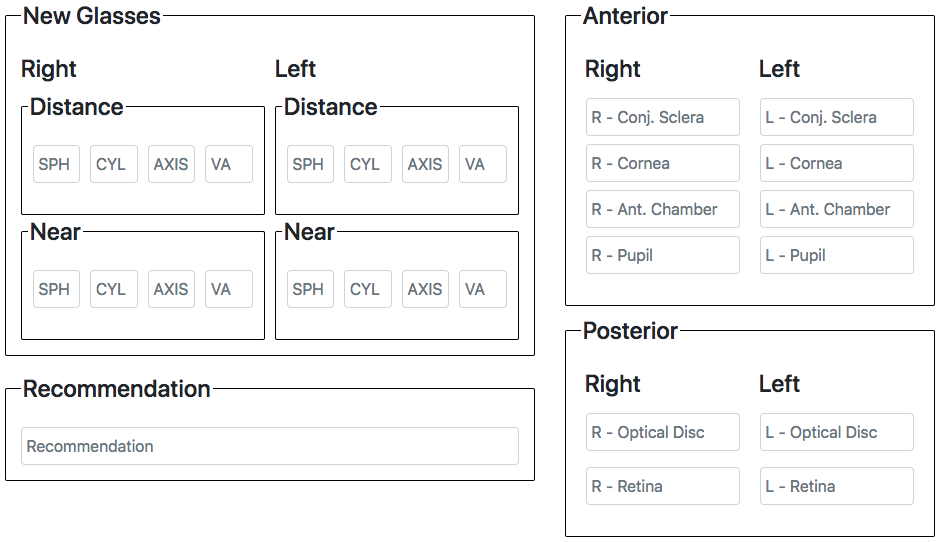 New Glasses
Right Left
Distance Distance
SPH CYL AXIS VA SPH CYL AXIS VA
Near Near
SPH CYL AXIS VA SPH CYL AXIS VA
Recommendation
Recommendation
Anterior
Right Left
R - Conj. Sclera L - Conj. Sclera
R - Cornea L - Cornea
R - Ant. Chamber L - Ant. Chamber
R - Pupil L - Pupil
Posterior
Right Left
R - Optical Disc L - Optical Disc
R - Retina L - Retina